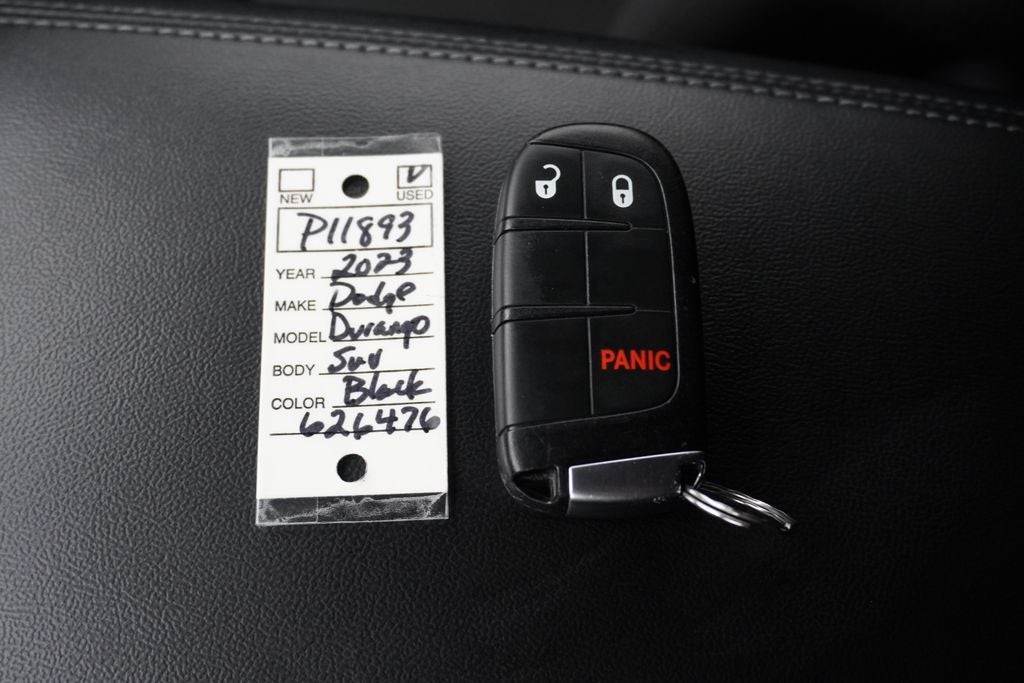 NEW USED
P11893
YEAR 2023
MAKE Dodge
MODEL Durango
BODY Suv
COLOR Black
626476
PANIC